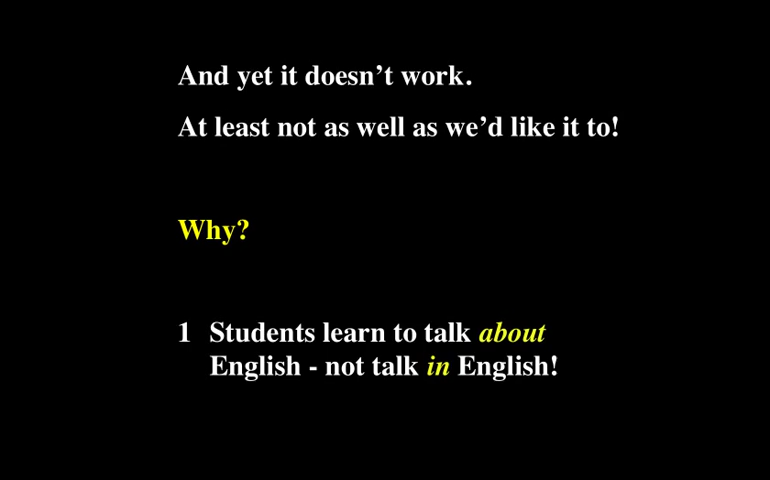 And yet it doesn’t work.
At least not as well as we’d like it to!
Why?
1 Students learn to talk about
English - not talk in English!